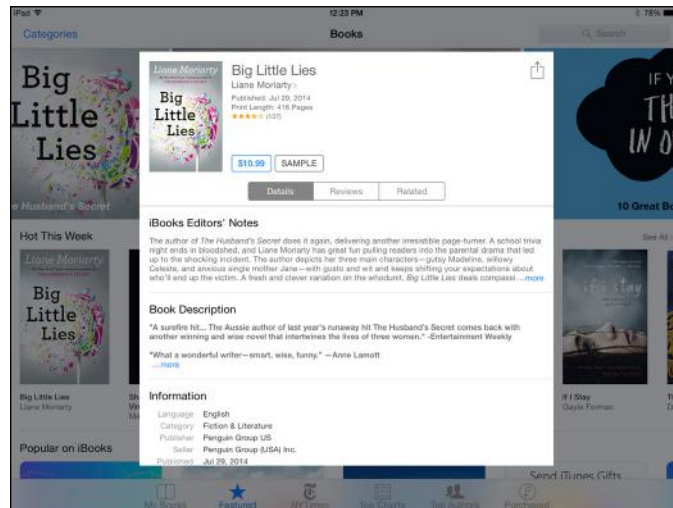 iPad
12:23 PM
78%
Categories
Books
Search
Big
Little
Lies
e Husband's Secret
Liane Moriarty
Big
Little
Lies
Big Little Lies
Liane Moriarty >
Published: Jul 29, 2014
Print Length: 416 Pages
★★★★☆ (137)
$10.99
SAMPLE
Details
Reviews
Related
IF Y
TH
IN O
10 Great Bo
iBooks Editors' Notes
The author of The Husband's Secret does it again, delivering another irresistible page-turner. A school trivia
night ends in bloodshed, and Liane Moriarty has great fun pulling readers into the parental drama that led
up to the shocking incident. The author depicts her three main characters—gutsy Madeline, willowy
Celeste, and anxious single mother Jane—with gusto and wit and keeps shifting your expectations about
who'll end up the victim. A fresh and clever variation on the whodunit, Big Little Lies deals compassi ...more
Book Description
"A surefire hit... The Aussie author of last year's runaway hit The Husband's Secret comes back with
another winning and wise novel that intertwines the lives of three women." -Entertainment Weekly
"What a wonderful writer—smart, wise, funny." —Anne Lamott
...more
Information
Language English
Category Fiction & Literature
Publisher Penguin Group US
Seller Penguin Group (USA) Inc.
Published Jul 29, 2014
Hot This Week
See All
Liane Moriarty
Big
Little
Lies
if i stay
Big Little Lies
Liane Moriarty
If I Stay
Gayle Forman
Popular on iBooks
Send iTunes Gifts
My Books
Featured
NYTimes
Top Charts
Top Authors
Purchased